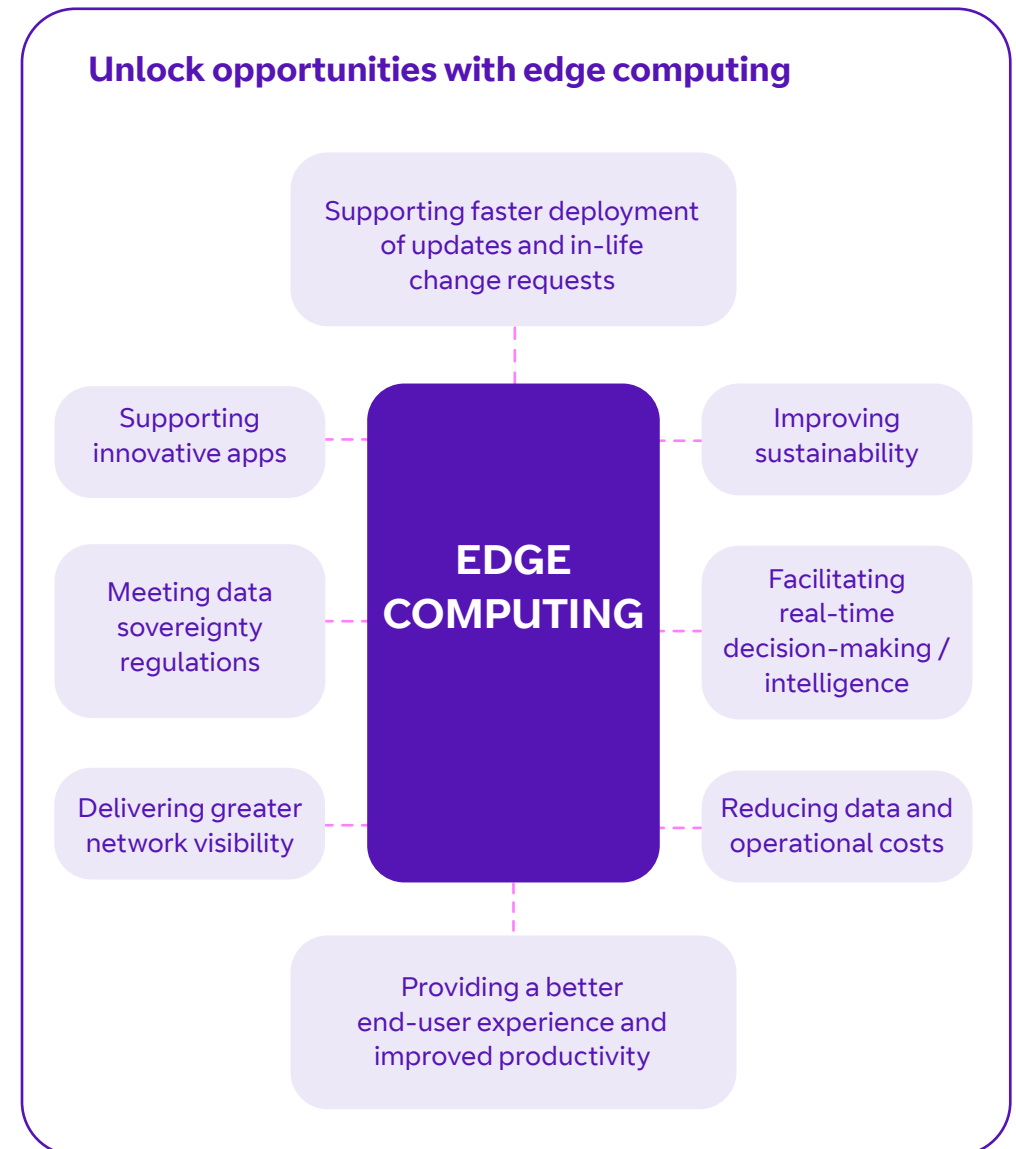 Unlock opportunities with edge computing
Supporting faster deployment
of updates and in-life
change requests
Supporting
innovative apps
Improving
sustainability
EDGE
COMPUTING
Meeting data
sovereignty
regulations
Facilitating
real-time
decision-making /
intelligence
Delivering greater
network visibility
Reducing data and
operational costs
Providing a better
end-user experience and
improved productivity